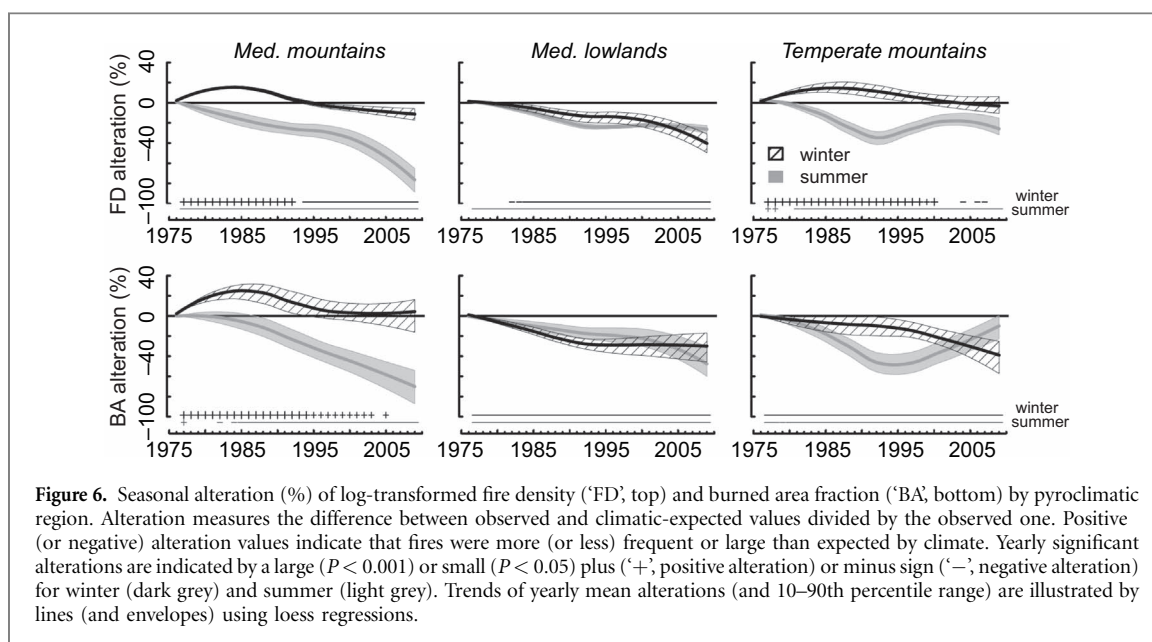 Med. mountains Med. lowlands Temperate mountains
FD alteration (%)
40
0
−40
−100
winter
summer
winter
summer
1975 1985 1995 2005 1975 1985 1995 2005 1975 1985 1995 2005
BA alteration (%)
40
0
−40
−100
winter
summer
1975 1985 1995 2005 1975 1985 1995 2005 1975 1985 1995 2005
Figure 6. Seasonal alteration (%) of log-transformed fire density (‘FD’, top) and burned area fraction (‘BA’, bottom) by pyroclimatic
region. Alteration measures the difference between observed and climatic-expected values divided by the observed one. Positive
(or negative) alteration values indicate that fires were more (or less) frequent or large than expected by climate. Yearly significant
alterations are indicated by a large (P < 0.001) or small (P < 0.05) plus (‘+’, positive alteration) or minus sign (‘−’, negative alteration)
for winter (dark grey) and summer (light grey). Trends of yearly mean alterations (and 10–90th percentile range) are illustrated by
lines (and envelopes) using loess regressions.